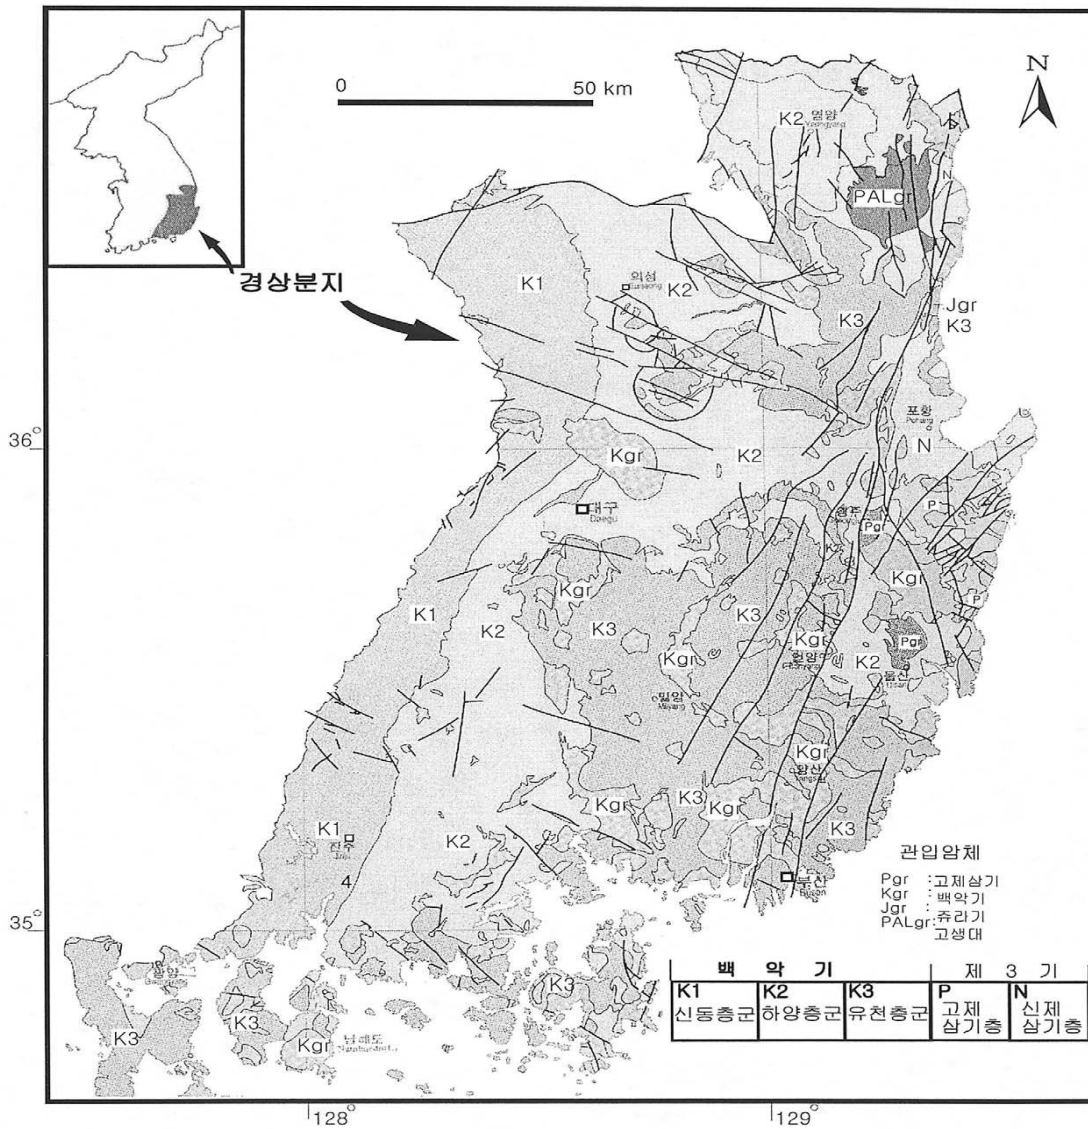 0 50 km
N
K2 영양
PALgr
N
경상분지
K1
의성
K2
K3
Jgr
K3
포항
36°
Kgr
K2
N
대구
Daegu
경주
Pgr
P
Kgr
Kgr
K1
K2
K3
K3
P
Kgr
Kgr
언양
Pgr
K2
울산
밀양
Miryang
Kgr
양산
K1
진주
K2
Kgr
K3
Kgr
K3
4
부산
Busan
관입암체
Pgr :고제삼기
Kgr : 백악기
Jgr : 쥬라기
PALgr: 고생대
35°
광양
백 악 기 제 3 기
K1 K2 K3 P N
신동층군 하양층군 유천층군 고제삼기층 신제삼기층
K3
K3
K3
Kgr
남해도
128° 129°